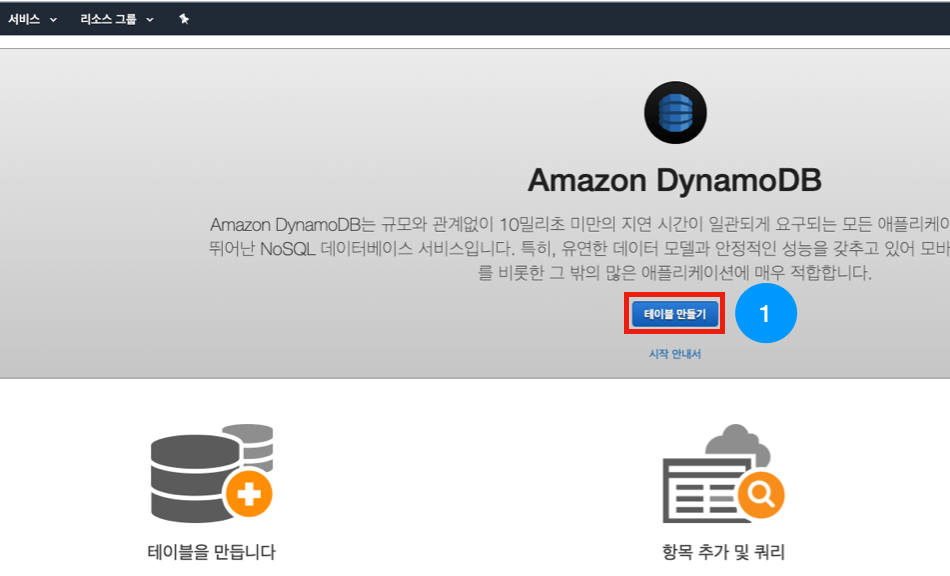 서비스 리소스 그룹
Amazon DynamoDB
Amazon DynamoDB는 규모와 관계없이 10밀리초 미만의 지연 시간이 일관되게 요구되는 모든 애플리케이
뛰어난 NoSQL 데이터베이스 서비스입니다. 특히, 유연한 데이터 모델과 안정적인 성능을 갖추고 있어 모바
를 비롯한 그 밖의 많은 애플리케이션에 매우 적합합니다.
테이블 만들기 1
시작 안내서
테이블을 만듭니다 항목 추가 및 쿼리